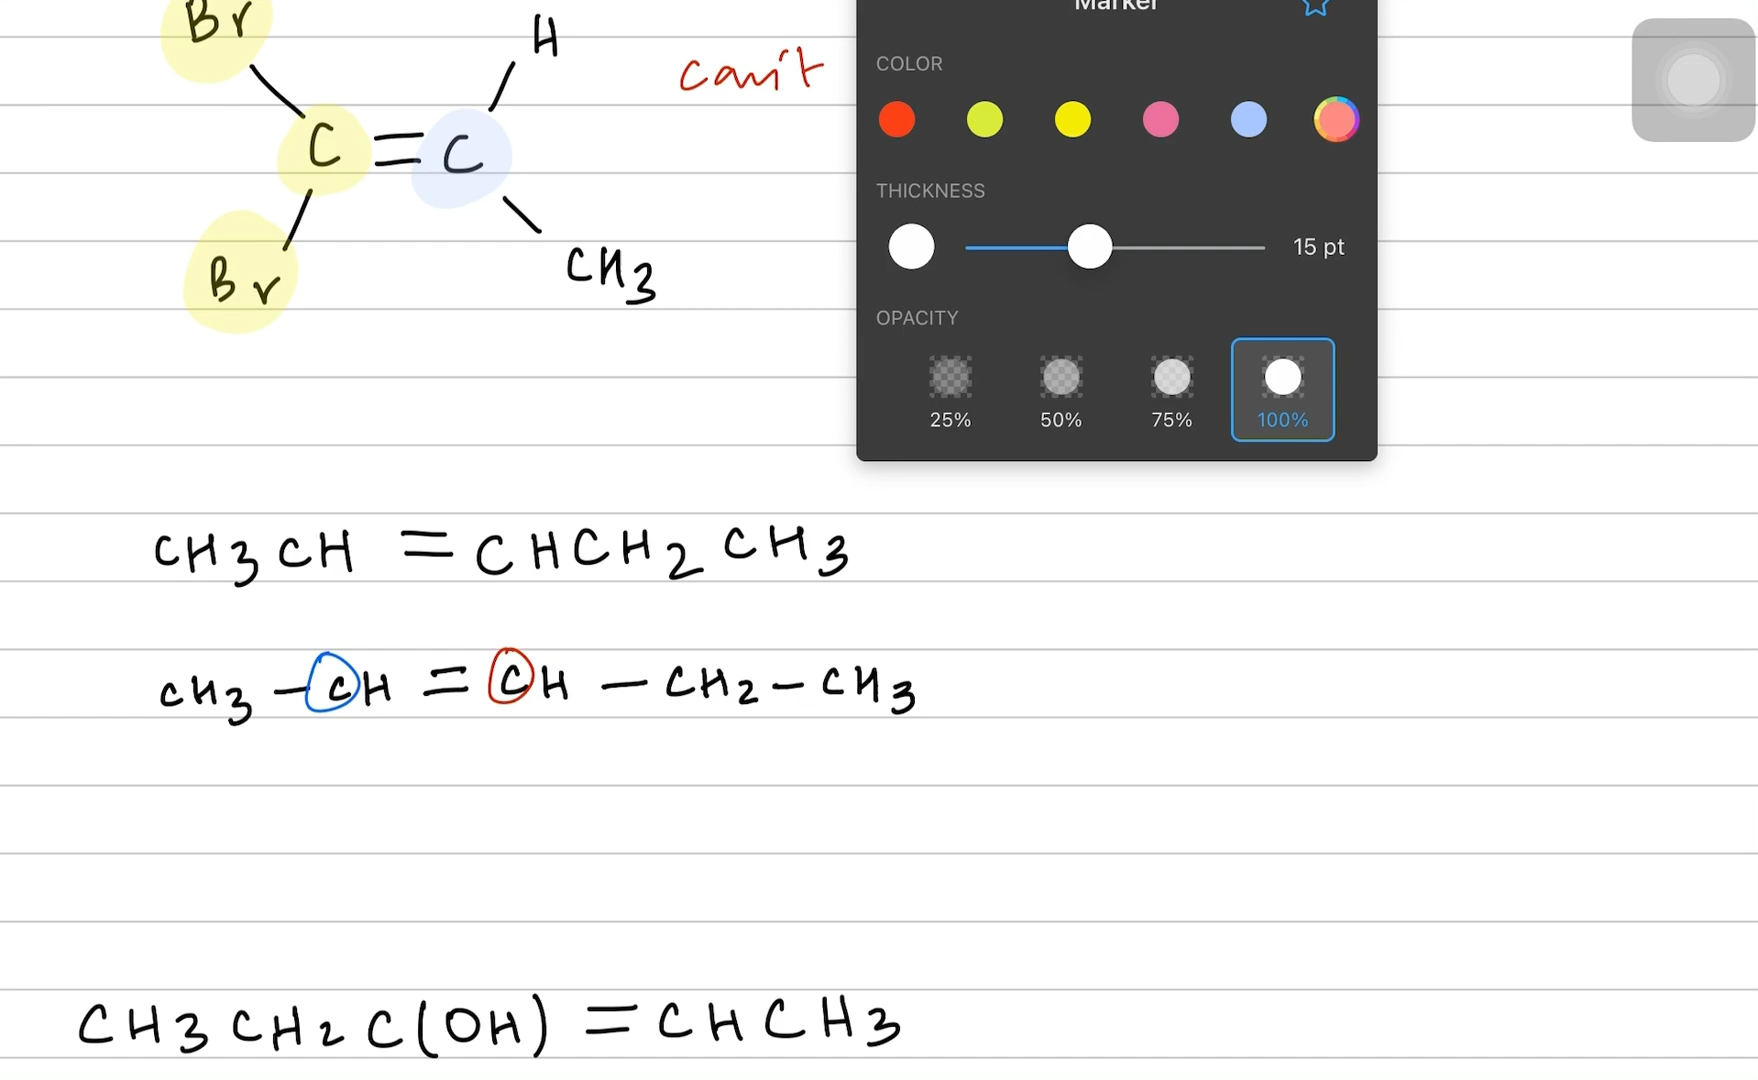 Br
H
can't
C = C
Br
CH3
Marker
COLOR
THICKNESS
15 pt
OPACITY
25% 50% 75% 100%
CH3CH = CHCH2CH3
CH3 - CH = CH - CH2 - CH3
CH3CH2C(OH) = CHCH3